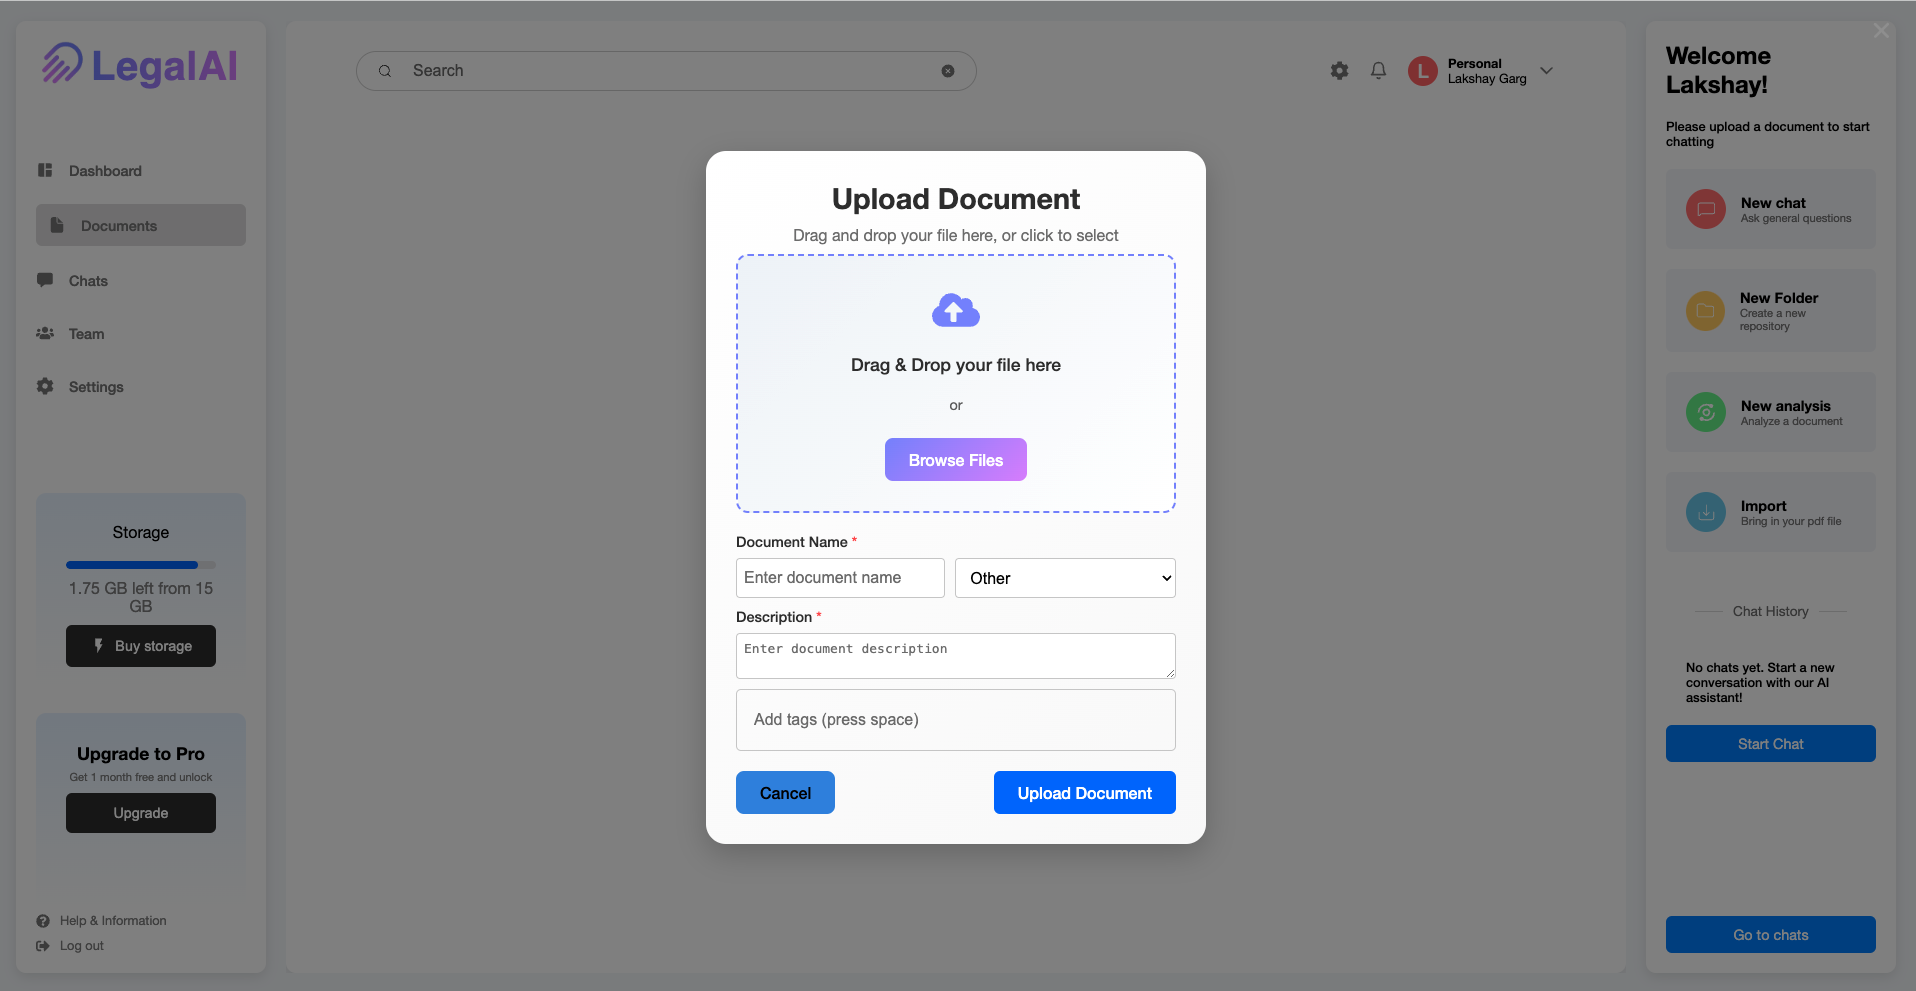 LegalAI
Dashboard
Documents
Chats
Team
Settings
Storage
1.75 GB left from 15
GB
Buy storage
Upgrade to Pro
Get 1 month free and unlock
Upgrade
Help & Information
Log out
Search
L
Personal
Lakshay Garg
Upload Document
Drag and drop your file here, or click to select
Drag & Drop your file here
or
Browse Files
Document Name *
Enter document name
Other
Description *
Enter document description
Add tags (press space)
Cancel
Upload Document
Welcome
Lakshay!
Please upload a document to start
chatting
New chat
Ask general questions
New Folder
Create a new
repository
New analysis
Analyze a document
Import
Bring in your pdf file
Chat History
No chats yet. Start a new
conversation with our AI
assistant!
Start Chat
Go to chats